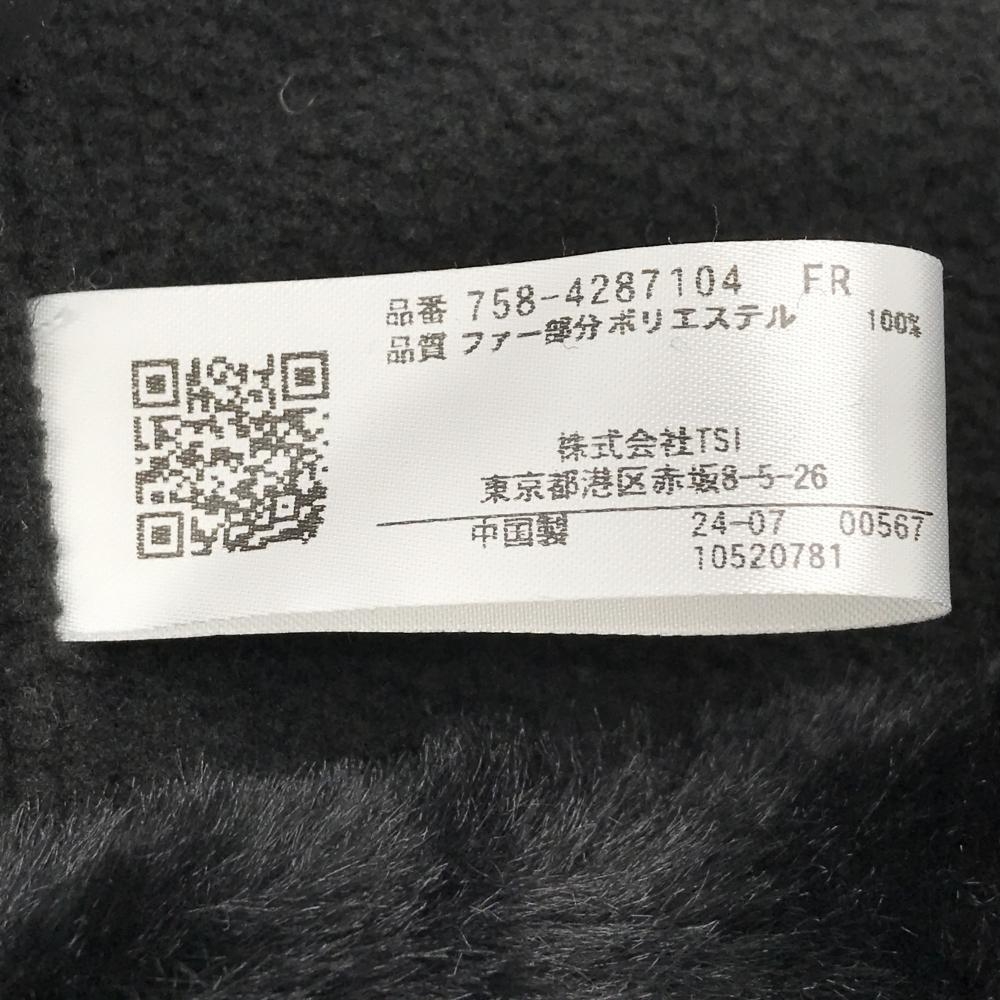 品番 758-4287104 FR
品質 ファー部分 ポリエステル 100%
株式会社TSI
東京都港区赤坂8-5-26
中国製 24-07 00567
10520781